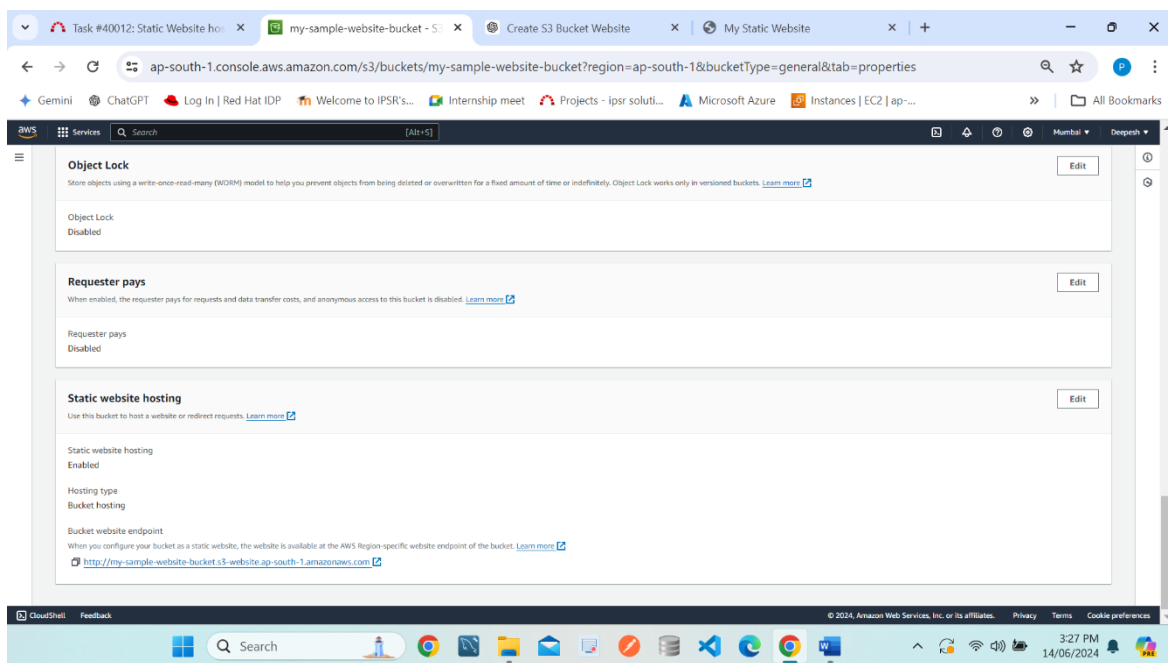 Task #40012: Static Website hos
my-sample-website-bucket - S3
Create S3 Bucket Website
My Static Website
ap-south-1.console.aws.amazon.com/s3/buckets/my-sample-website-bucket?region=ap-south-1&bucketType=general&tab=properties
P
Gemini ChatGPT Log In | Red Hat IDP Welcome to IPSR's... Internship meet Projects - ipsr soluti... Microsoft Azure Instances | EC2 | ap-... » All Bookmarks
aws Services Search [Alt+S] Mumbai Deepesh
Object Lock
Edit
Store objects using a write-once-read-many (WORM) model to help you prevent objects from being deleted or overwritten for a fixed amount of time or indefinitely. Object Lock works only in versioned buckets. Learn more
Object Lock
Disabled
Requester pays
Edit
When enabled, the requester pays for requests and data transfer costs, and anonymous access to this bucket is disabled. Learn more
Requester pays
Disabled
Static website hosting
Edit
Use this bucket to host a website or redirect requests. Learn more
Static website hosting
Enabled
Hosting type
Bucket hosting
Bucket website endpoint
When you configure your bucket as a static website, the website is available at the AWS Region-specific website endpoint of the bucket. Learn more
http://my-sample-website-bucket.s3-website.ap-south-1.amazonaws.com
CloudShell Feedback © 2024, Amazon Web Services, Inc. or its affiliates. Privacy Terms Cookie preferences
Search
W
3:27 PM
14/06/2024
PRE